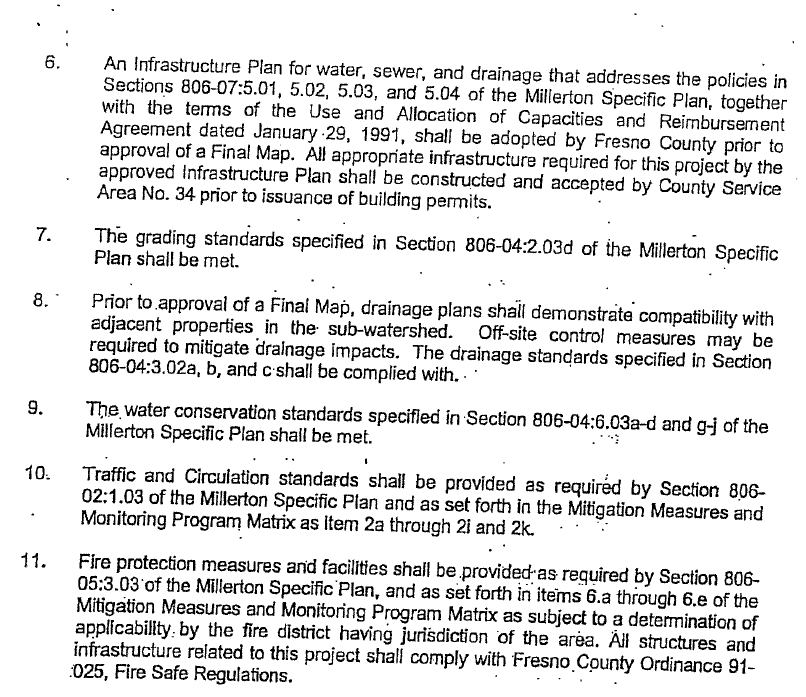 6. An Infrastructure Plan for water, sewer, and drainage that addresses the policies in
Sections 806-07:5.01, 5.02, 5.03, and 5.04 of the Millerton Specific Plan, together
with the terms of the Use and Allocation of Capacities and Reimbursement
Agreement dated January 29, 1991, shall be adopted by Fresno County prior to
approval of a Final Map. All appropriate infrastructure required for this project by the
approved Infrastructure Plan shall be constructed and accepted by County Service
Area No. 34 prior to issuance of building permits.
7. The grading standards specified in Section 806-04:2.03d of the Millerton Specific
Plan shall be met.
8. Prior to approval of a Final Map, drainage plans shall demonstrate compatibility with
adjacent properties in the sub-watershed. Off-site control measures may be
required to mitigate drainage impacts. The drainage standards specified in Section
806-04:3.02a, b, and c shall be complied with.
9. The water conservation standards specified in Section 806-04:6.03a-d and g-j of the
Millerton Specific Plan shall be met.
10. Traffic and Circulation standards shall be provided as required by Section 806-
02:1.03 of the Millerton Specific Plan and as set forth in the Mitigation Measures and
Monitoring Program Matrix as Item 2a through 2i and 2k.
11. Fire protection measures and facilities shall be provided as required by Section 806-
05:3.03 of the Millerton Specific Plan, and as set forth in items 6.a through 6.e of the
Mitigation Measures and Monitoring Program Matrix as subject to a determination of
applicability by the fire district having jurisdiction of the area. All structures and
infrastructure related to this project shall comply with Fresno County Ordinance 91-
025, Fire Safe Regulations.